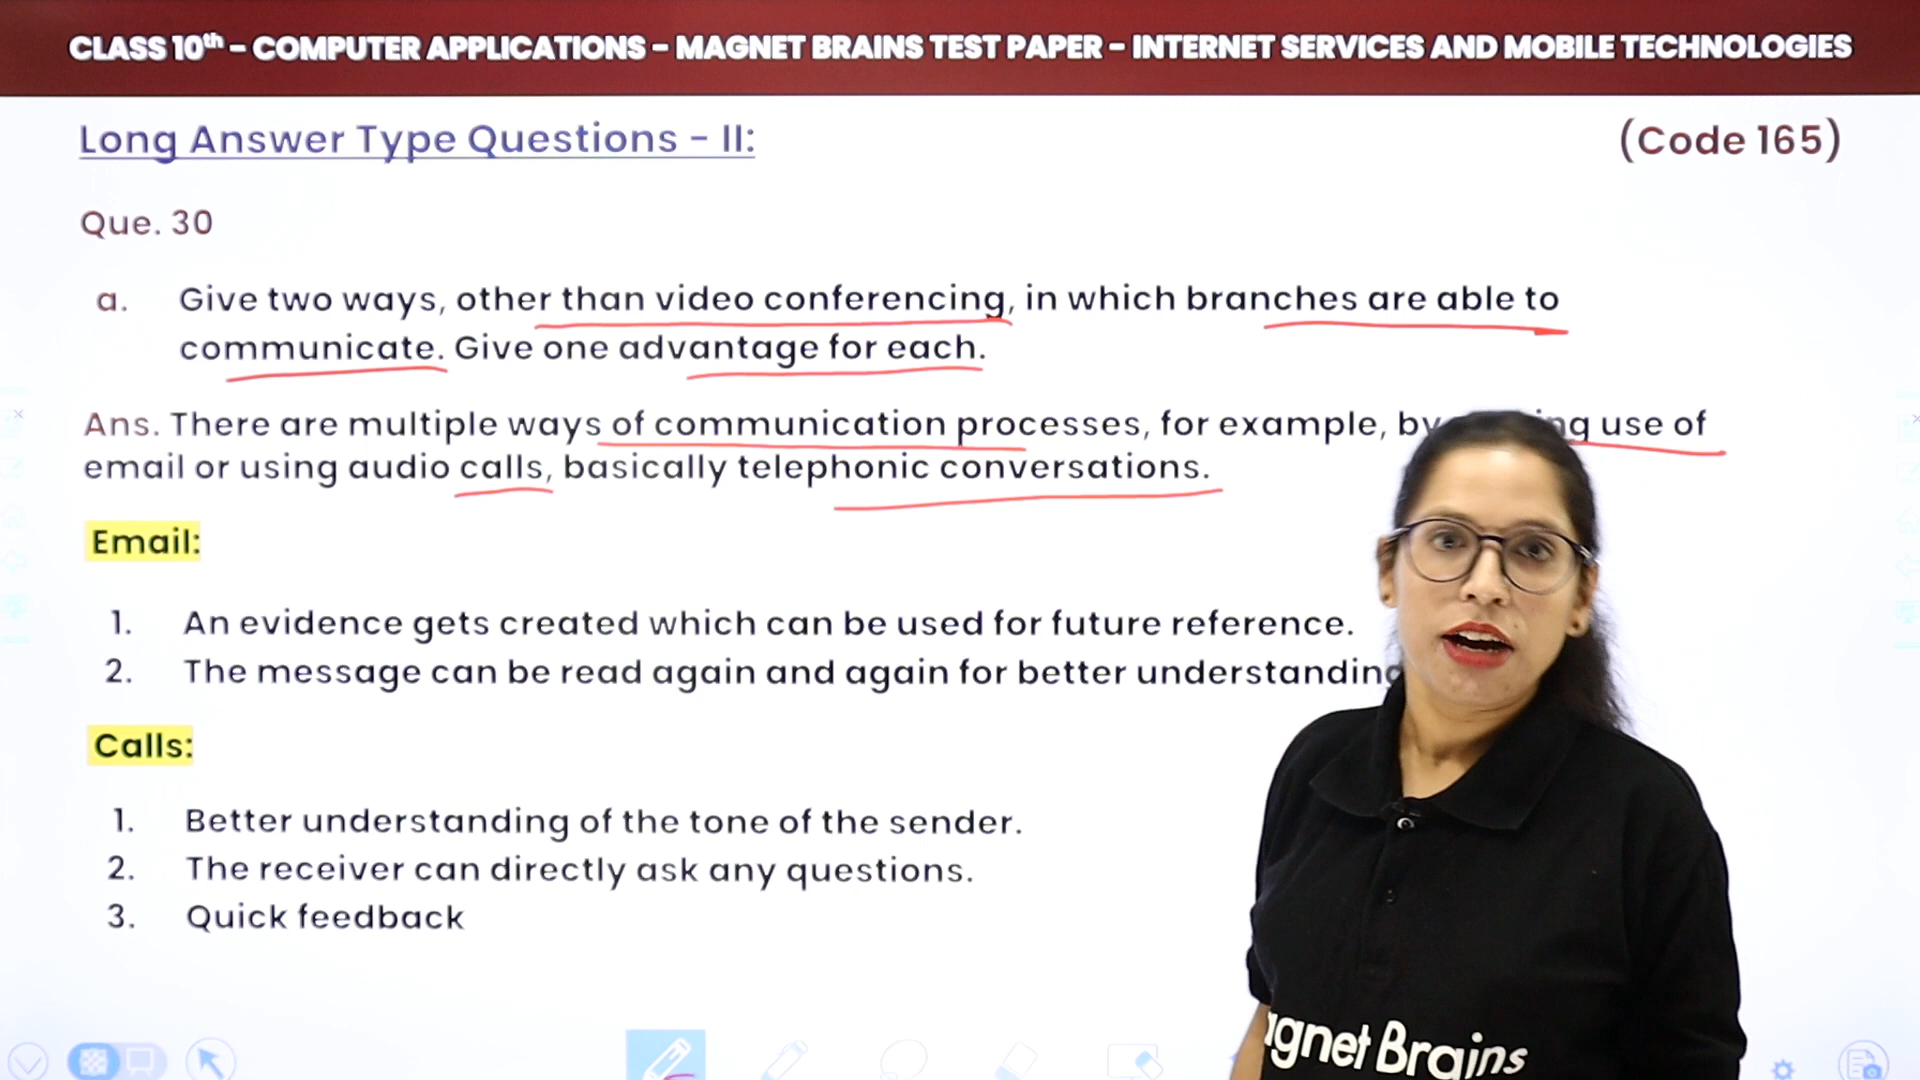 CLASS 10th – COMPUTER APPLICATIONS – MAGNET BRAINS TEST PAPER – INTERNET SERVICES AND MOBILE TECHNOLOGIES
Long Answer Type Questions – II:
(Code 165)
Que. 30
a. Give two ways, other than video conferencing, in which branches are able to
communicate. Give one advantage for each.
Ans. There are multiple ways of communication processes, for example, by use of
email or using audio calls, basically telephonic conversations.
Email:
1. An evidence gets created which can be used for future reference.
2. The message can be read again and again for better understanding
Calls:
1. Better understanding of the tone of the sender.
2. The receiver can directly ask any questions.
3. Quick feedback
agnet Brains